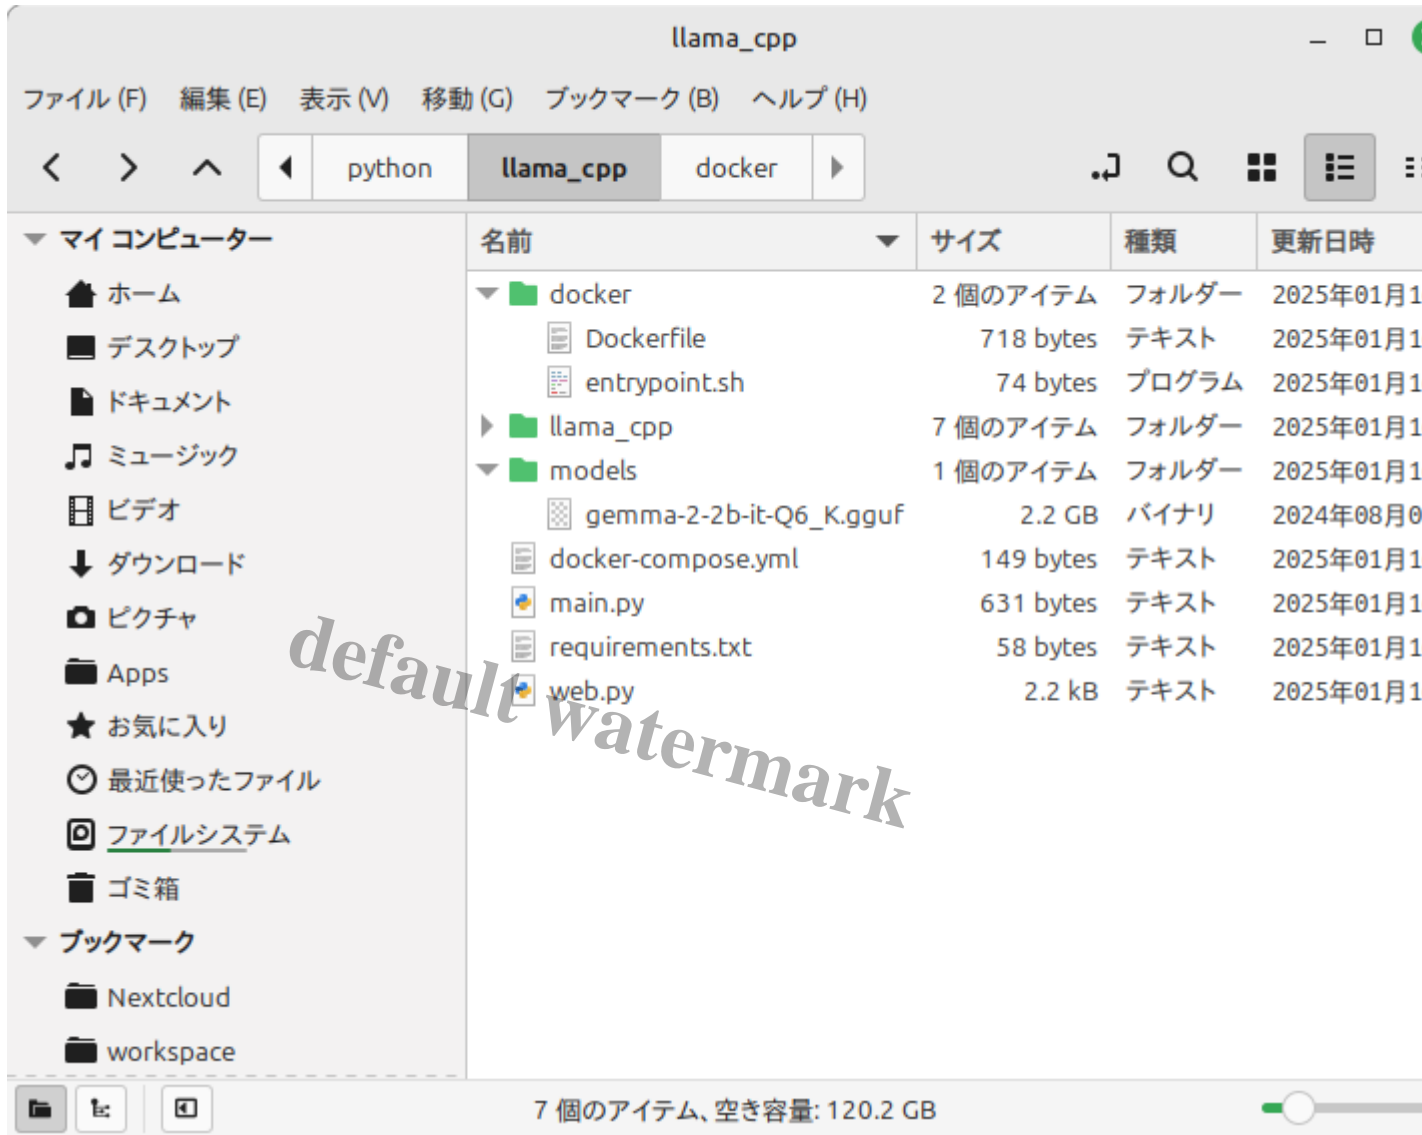 llama_cpp
ファイル (F) 編集 (E) 表示 (V) 移動 (G) ブックマーク (B) ヘルプ (H)
python llama_cpp docker
マイ コンピューター
ホーム
デスクトップ
ドキュメント
ミュージック
ビデオ
ダウンロード
ピクチャ
Apps
お気に入り
最近使ったファイル
ファイルシステム
ゴミ箱
ブックマーク
Nextcloud
workspace
名前 サイズ 種類 更新日時
docker 2 個のアイテム フォルダー 2025年01月1
Dockerfile 718 bytes テキスト 2025年01月1
entrypoint.sh 74 bytes プログラム 2025年01月1
llama_cpp 7 個のアイテム フォルダー 2025年01月1
models 1 個のアイテム フォルダー 2025年01月1
gemma-2-2b-it-Q6_K.gguf 2.2 GB バイナリ 2024年08月0
docker-compose.yml 149 bytes テキスト 2025年01月1
main.py 631 bytes テキスト 2025年01月1
requirements.txt 58 bytes テキスト 2025年01月1
web.py 2.2 kB テキスト 2025年01月1
default watermark
7 個のアイテム、空き容量: 120.2 GB